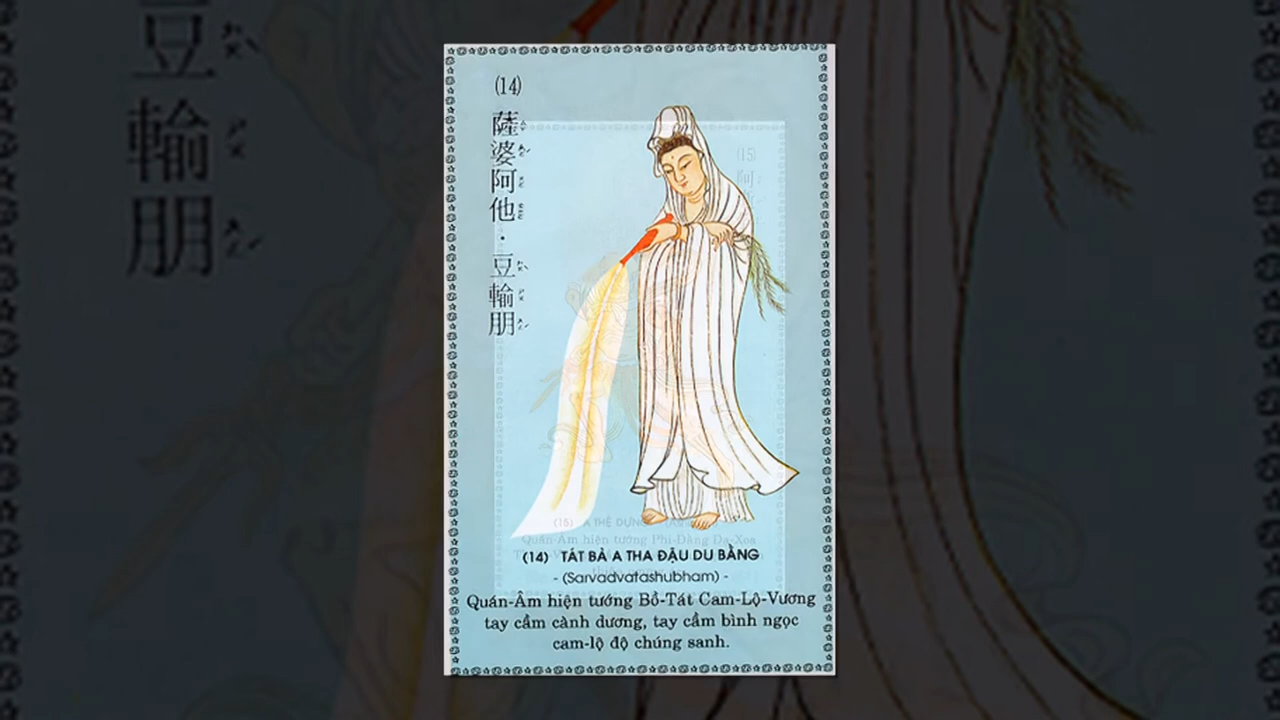 (14)
薩婆阿他・豆輸朋
(14) TÁT BÀ A THA ĐẬU DU BẰNG
- (Sarvadvatashubham) -
Quán-Âm hiện tướng Bồ-Tát Cam-Lộ-Vương
tay cầm cành dương, tay cầm bình ngọc
cam-lộ độ chúng sanh.
(15)
豆輸朋